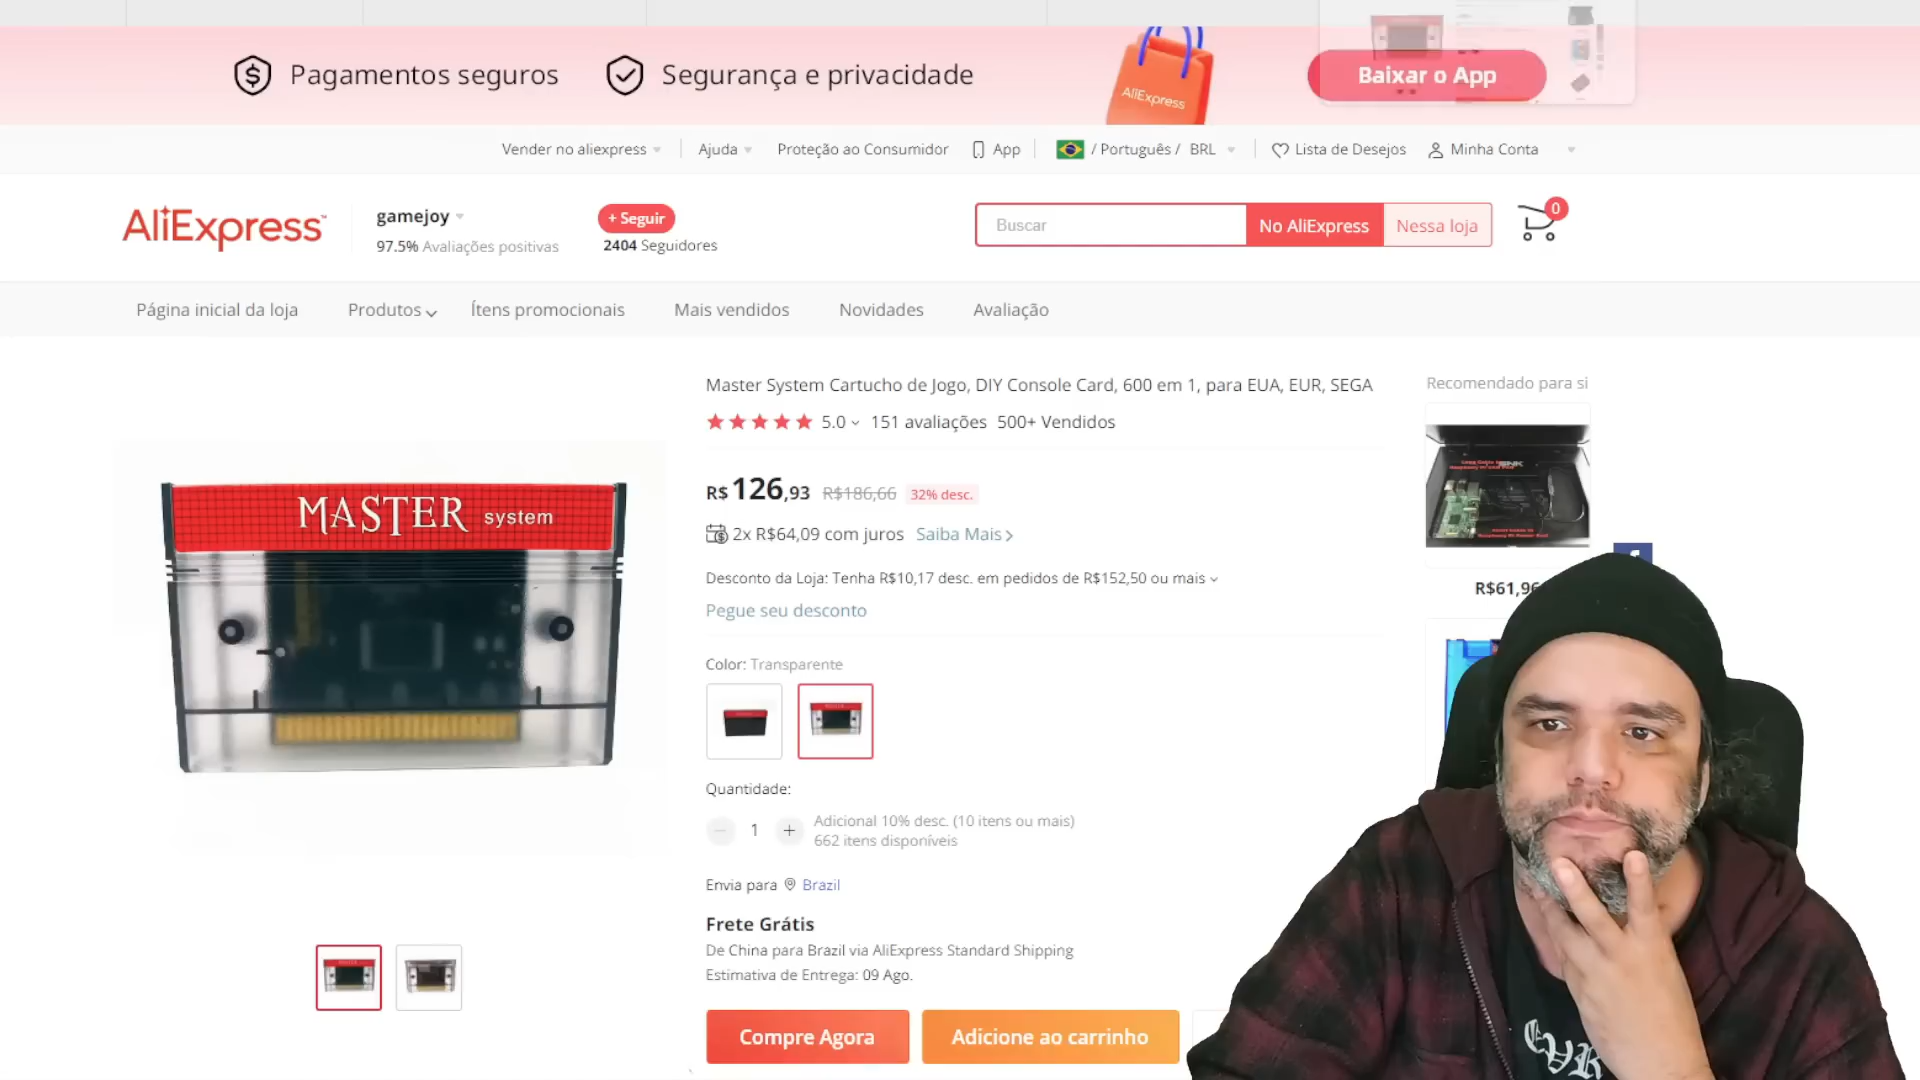 Pagamentos seguros
Segurança e privacidade
AliExpress
Baixar o App
Vender no aliexpress
Ajuda
Proteção ao Consumidor
App
/ Português / BRL
Lista de Desejos
Minha Conta
AliExpress
gamejoy
97.5% Avaliações positivas
+ Seguir
2404 Seguidores
Buscar
No AliExpress
Nessa loja
0
Página inicial da loja
Produtos
Ítens promocionais
Mais vendidos
Novidades
Avaliação
MASTER system
Master System Cartucho de Jogo, DIY Console Card, 600 em 1, para EUA, EUR, SEGA
5.0
151 avaliações
500+ Vendidos
R$ 126,93 R$186,66 32% desc.
2x R$64,09 com juros Saiba Mais
Desconto da Loja: Tenha R$10,17 desc. em pedidos de R$152,50 ou mais
Pegue seu desconto
Color: Transparente
Quantidade:
1
Adicional 10% desc. (10 itens ou mais)
662 itens disponíveis
Envia para Brazil
Frete Grátis
De China para Brazil via AliExpress Standard Shipping
Estimativa de Entrega: 09 Ago.
Compre Agora
Adicione ao carrinho
Recomendado para si
R$61,96